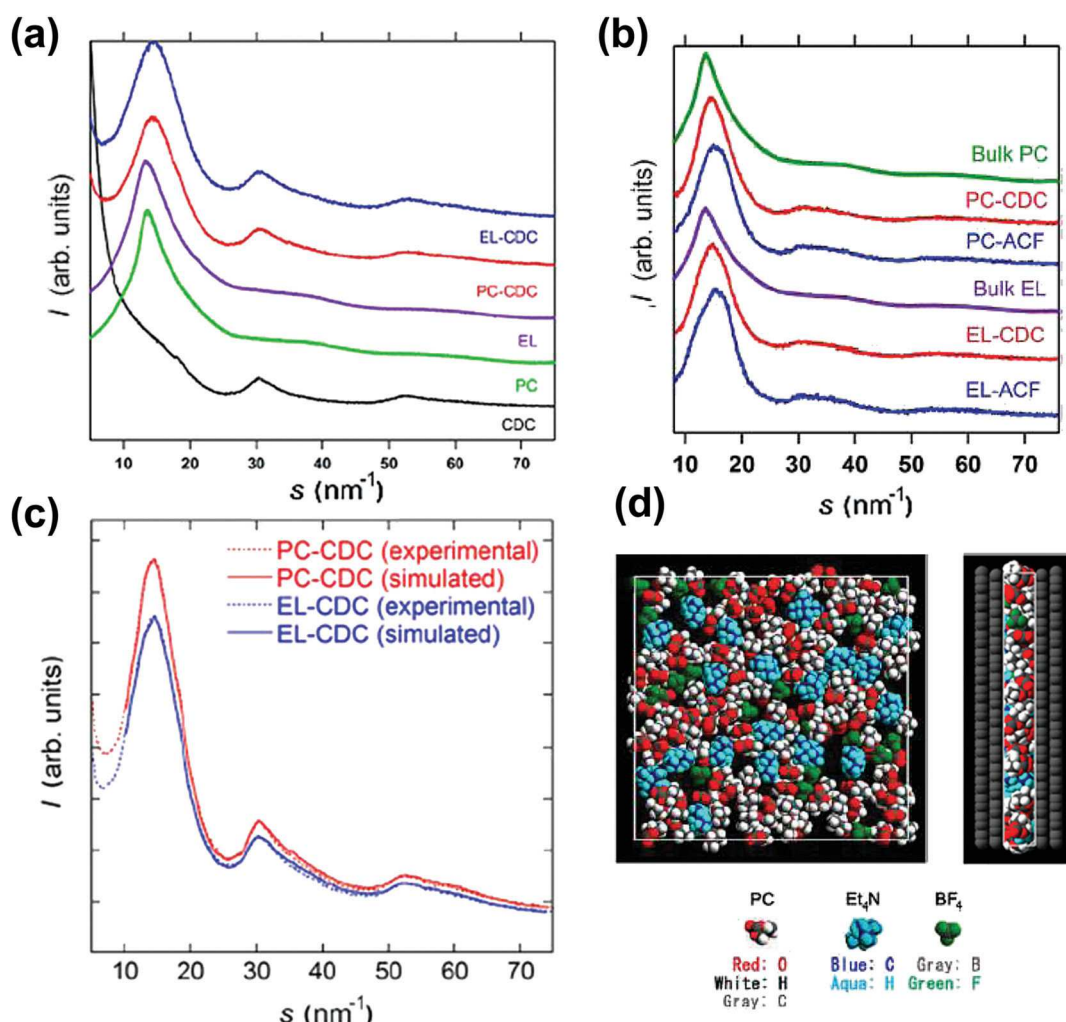 (a)
I (arb. units)
EL-CDC
PC-CDC
EL
PC
CDC
10 20 30 40 50 60 70
s (nm⁻¹)
(b)
I (arb. units)
Bulk PC
PC-CDC
PC-ACF
Bulk EL
EL-CDC
EL-ACF
10 20 30 40 50 60 70
s (nm⁻¹)
(c)
I (arb. units)
PC-CDC (experimental)
PC-CDC (simulated)
EL-CDC (experimental)
EL-CDC (simulated)
10 20 30 40 50 60 70
s (nm⁻¹)
(d)
PC Et₄N BF₄
Red: O Blue: C Gray: B
White: H Aqua: H Green: F
Gray: C